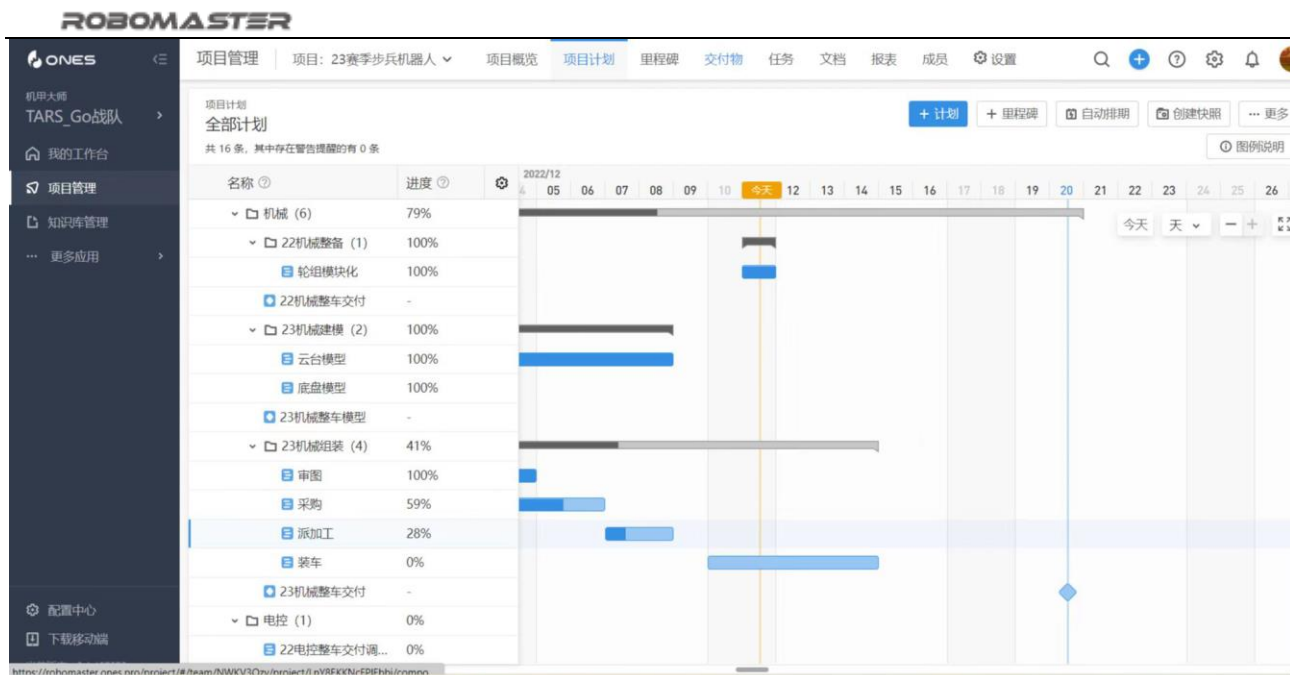 ROBOMASTER
ONES
项目管理
项目：23赛季步兵机器人
项目概览
项目计划
里程碑
交付物
任务
文档
报表
成员
设置
机甲大师
TARS_Go战队
我的工作台
项目管理
知识库管理
更多应用
配置中心
下载移动端
项目计划
全部计划
共 16 条，其中存在警告提醒的有 0 条
+ 计划
+ 里程碑
自动排期
创建快照
... 更多
图例说明
名称
进度
2022/12
4 05 06 07 08 09 10 今天 12 13 14 15 16 17 18 19 20 21 22 23 24 25 26
今天
天
机械 (6) 79%
22机械整备 (1) 100%
轮组模块化 100%
22机械整车交付 -
23机械建模 (2) 100%
云台模型 100%
底盘模型 100%
23机械整车模型 -
23机械组装 (4) 41%
审图 100%
采购 59%
派加工 28%
装车 0%
23机械整车交付 -
电控 (1) 0%
22电控整车交付调... 0%